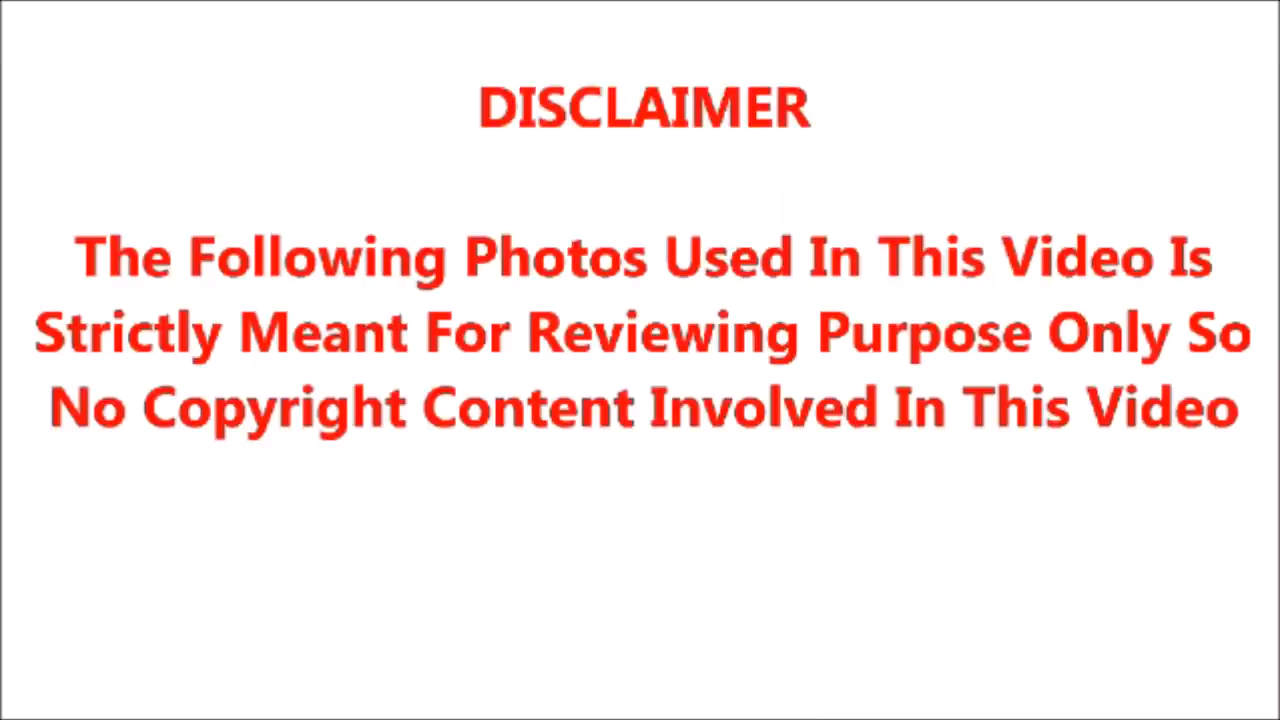 DISCLAIMER
The Following Photos Used In This Video Is
Strictly Meant For Reviewing Purpose Only So
No Copyright Content Involved In This Video